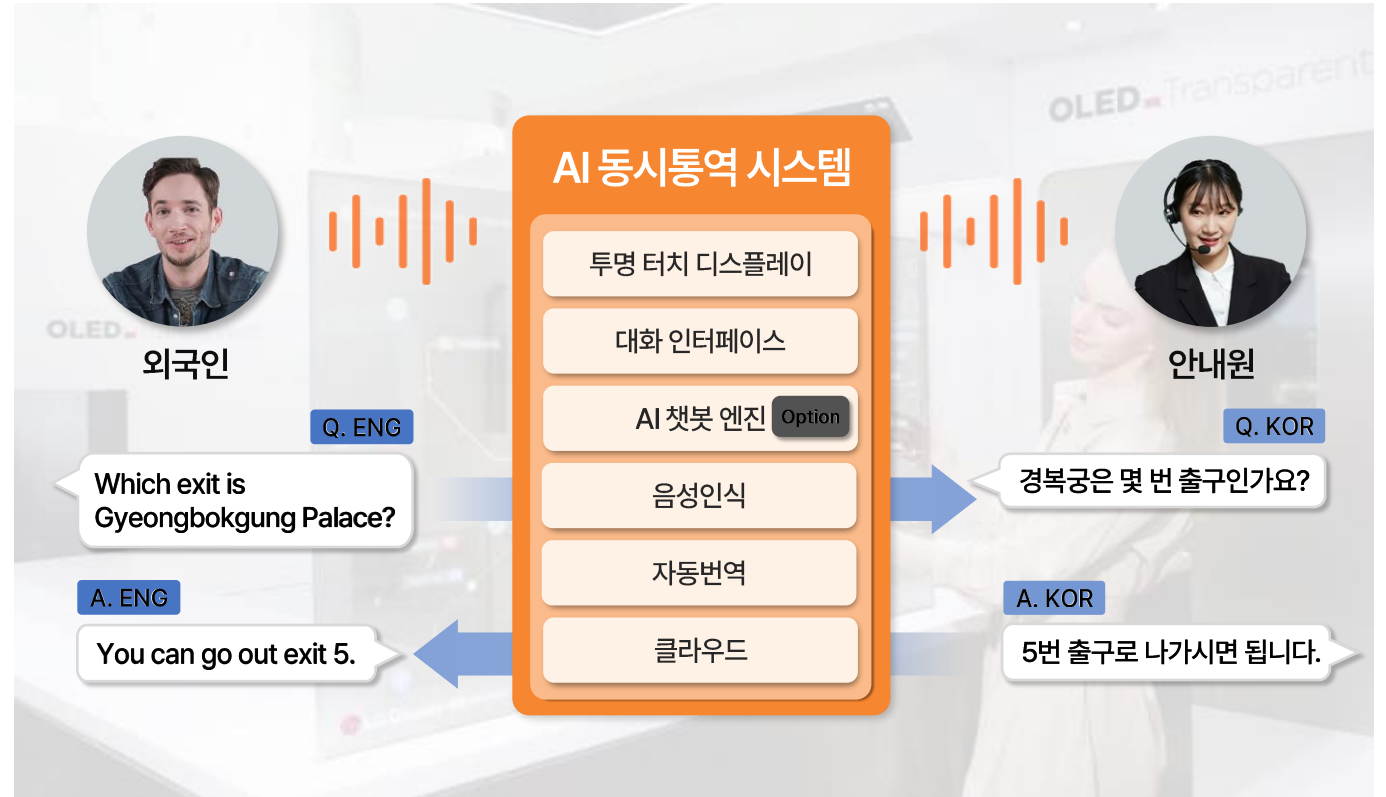 OLED Transparent
AI 동시통역 시스템
투명 터치 디스플레이
대화 인터페이스
AI 챗봇 엔진 Option
음성인식
자동번역
클라우드
OLED
외국인
Q. ENG
Which exit is
Gyeongbokgung Palace?
A. ENG
You can go out exit 5.
안내원
Q. KOR
경복궁은 몇 번 출구인가요?
A. KOR
5번 출구로 나가시면 됩니다.